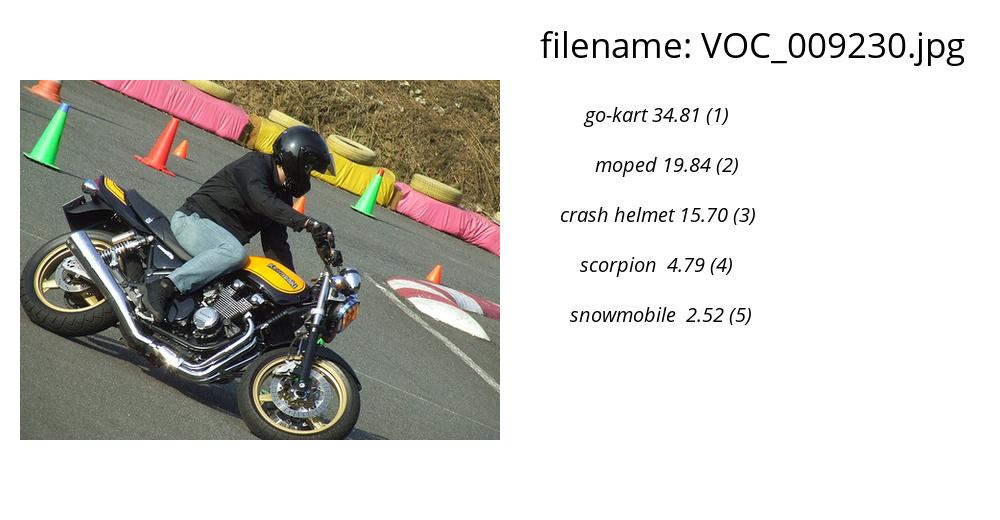 filename: VOC_009230.jpg
go-kart 34.81 (1)
moped 19.84 (2)
crash helmet 15.70 (3)
scorpion 4.79 (4)
snowmobile 2.52 (5)
Kawasaki